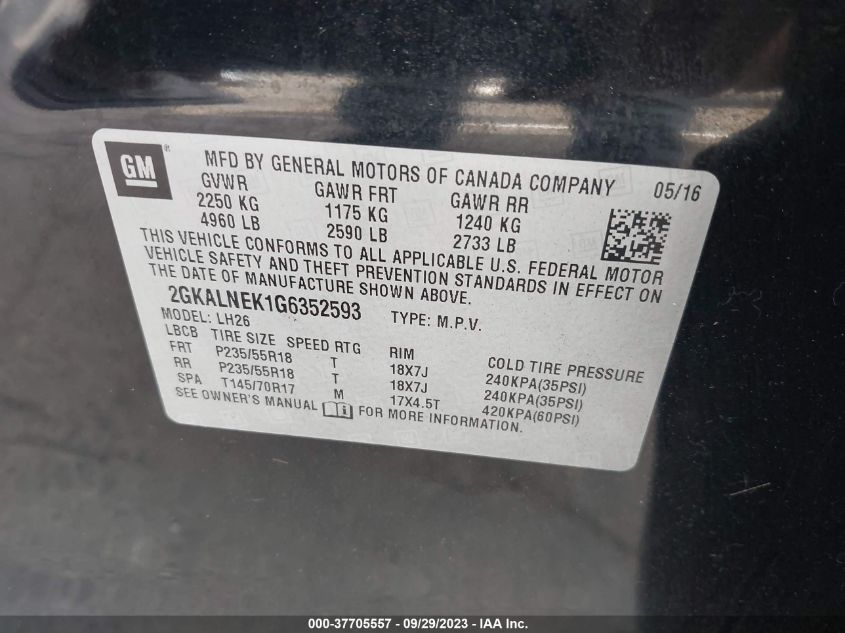 GM ® MFD BY GENERAL MOTORS OF CANADA COMPANY 05/16
GVWR GAWR FRT GAWR RR
2250 KG 1175 KG 1240 KG
4960 LB 2590 LB 2733 LB
THIS VEHICLE CONFORMS TO ALL APPLICABLE U.S. FEDERAL MOTOR
VEHICLE SAFETY AND THEFT PREVENTION STANDARDS IN EFFECT ON
THE DATE OF MANUFACTURE SHOWN ABOVE.
2GKALNEK1G6352593 TYPE: M.P.V.
MODEL: LH26
LBCB TIRE SIZE SPEED RTG RIM COLD TIRE PRESSURE
FRT P235/55R18 T 18X7J 240KPA(35PSI)
RR P235/55R18 T 18X7J 240KPA(35PSI)
SPA T145/70R17 M 17X4.5T 420KPA(60PSI)
SEE OWNER'S MANUAL FOR MORE INFORMATION.
000-37705557 - 09/29/2023 - IAA Inc.